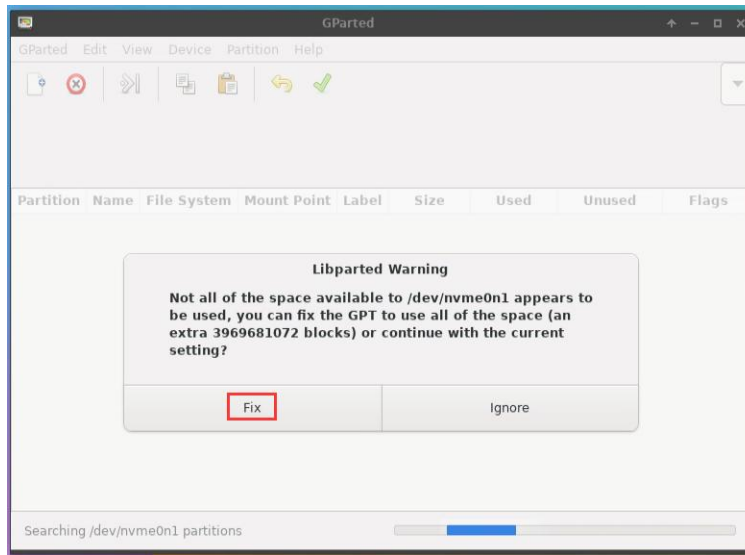 GParted
GParted Edit View Device Partition Help
Partition Name File System Mount Point Label Size Used Unused Flags
Libparted Warning
Not all of the space available to /dev/nvme0n1 appears to
be used, you can fix the GPT to use all of the space (an
extra 3969681072 blocks) or continue with the current
setting?
Fix Ignore
Searching /dev/nvme0n1 partitions